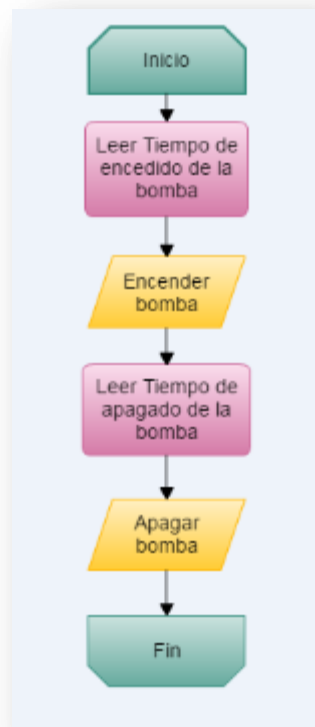 Inicio
Leer Tiempo de
encedido de la
bomba
Encender
bomba
Leer Tiempo de
apagado de la
bomba
Apagar
bomba
Fin